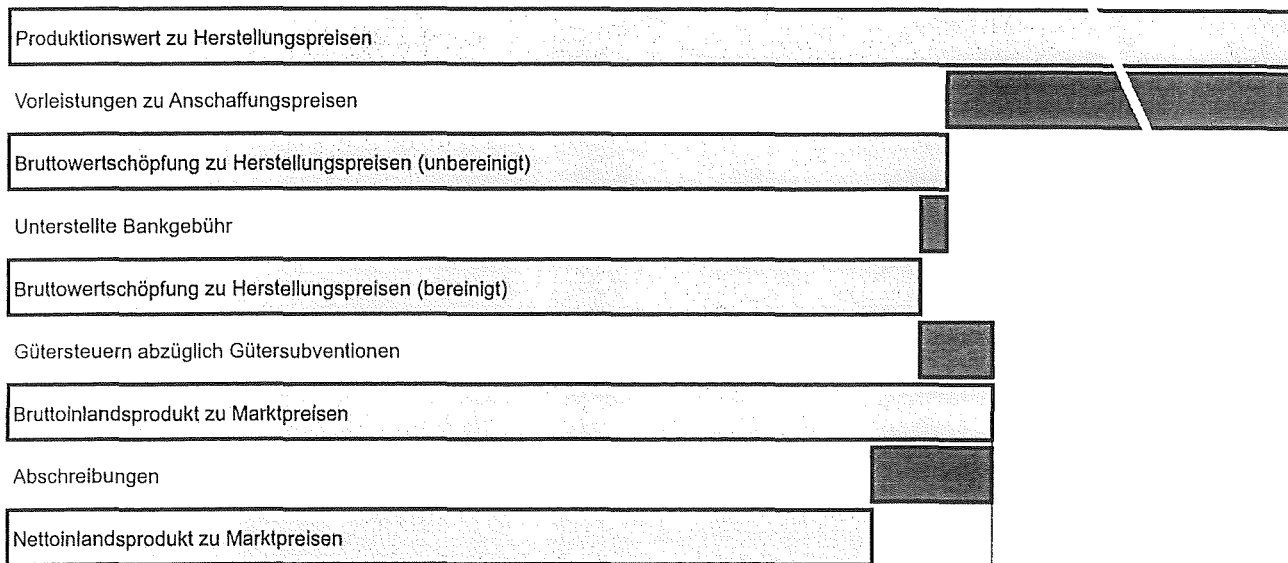 Produktionswert zu Herstellungspreisen
Vorleistungen zu Anschaffungspreisen
Bruttowertschöpfung zu Herstellungspreisen (unbereinigt)
Unterstellte Bankgebühr
Bruttowertschöpfung zu Herstellungspreisen (bereinigt)
Gütersteuern abzüglich Gütersubventionen
Bruttoinlandsprodukt zu Marktpreisen
Abschreibungen
Nettoinlandsprodukt zu Marktpreisen